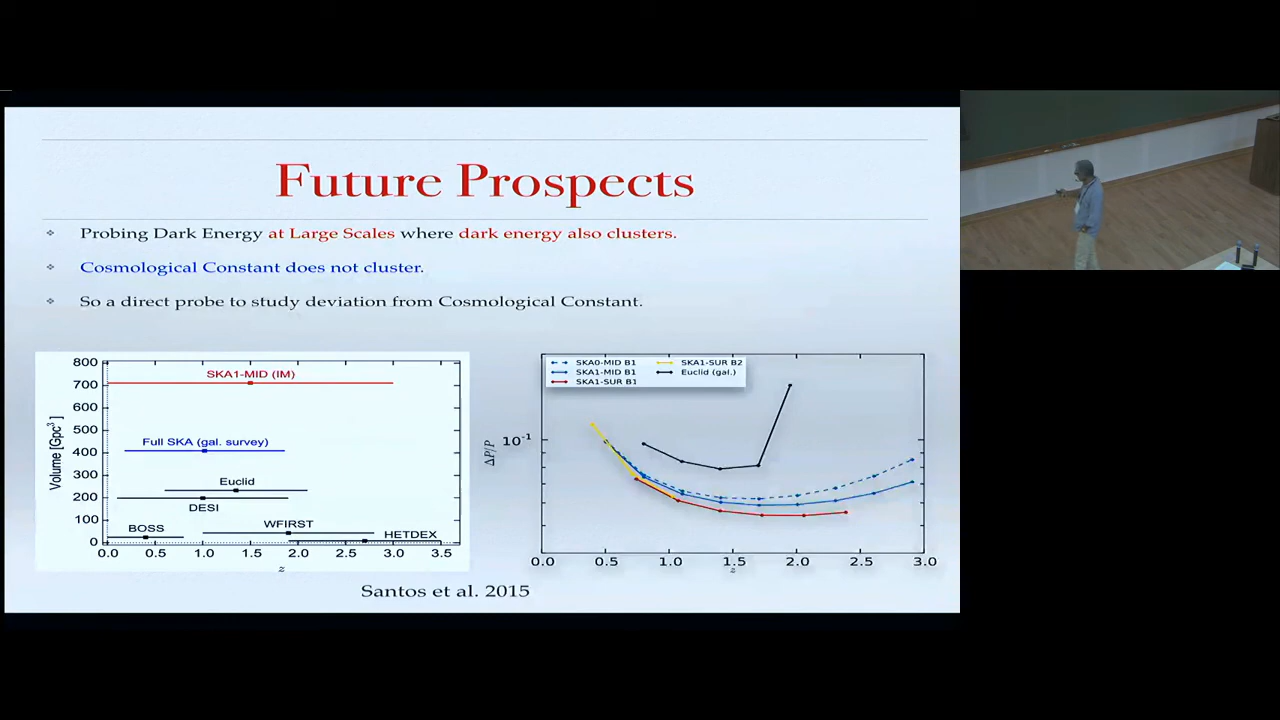 Future Prospects
Probing Dark Energy at Large Scales where dark energy also clusters.
Cosmological Constant does not cluster.
So a direct probe to study deviation from Cosmological Constant.
800
700
600
500
400
300
200
100
0
Volume [Gpc³]
SKA1-MID (IM)
Full SKA (gal. survey)
Euclid
DESI
BOSS
WFIRST
HETDEX
0.0 0.5 1.0 1.5 2.0 2.5 3.0 3.5
z
SKA0-MID B1
SKA1-MID B1
SKA1-SUR B1
SKA1-SUR B2
Euclid (gal.)
10⁻¹
ΔP/P
0.0 0.5 1.0 1.5 2.0 2.5 3.0
z
Santos et al. 2015